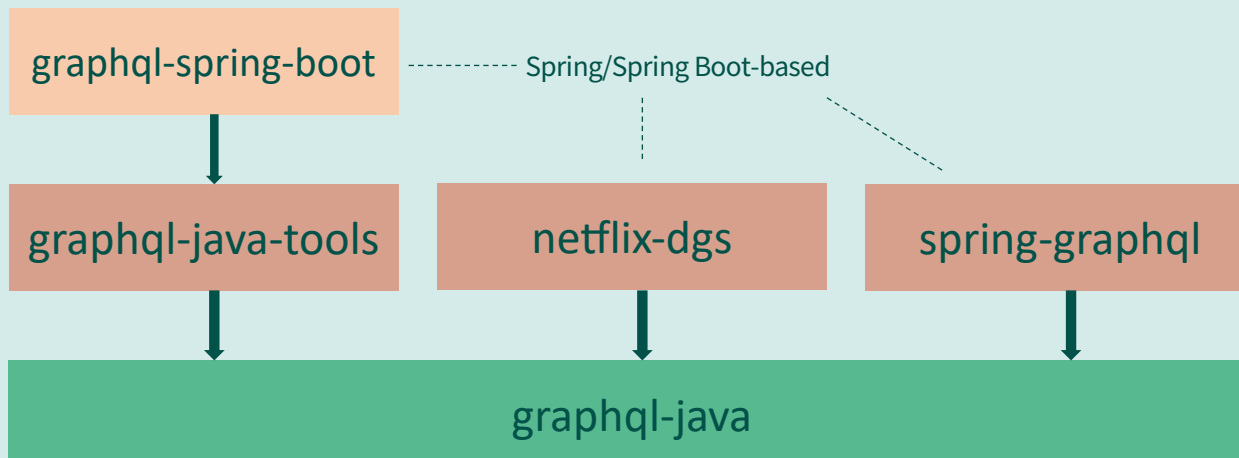 graphql-spring-boot
Spring/Spring Boot-based
graphql-java-tools
netflix-dgs
spring-graphql
graphql-java